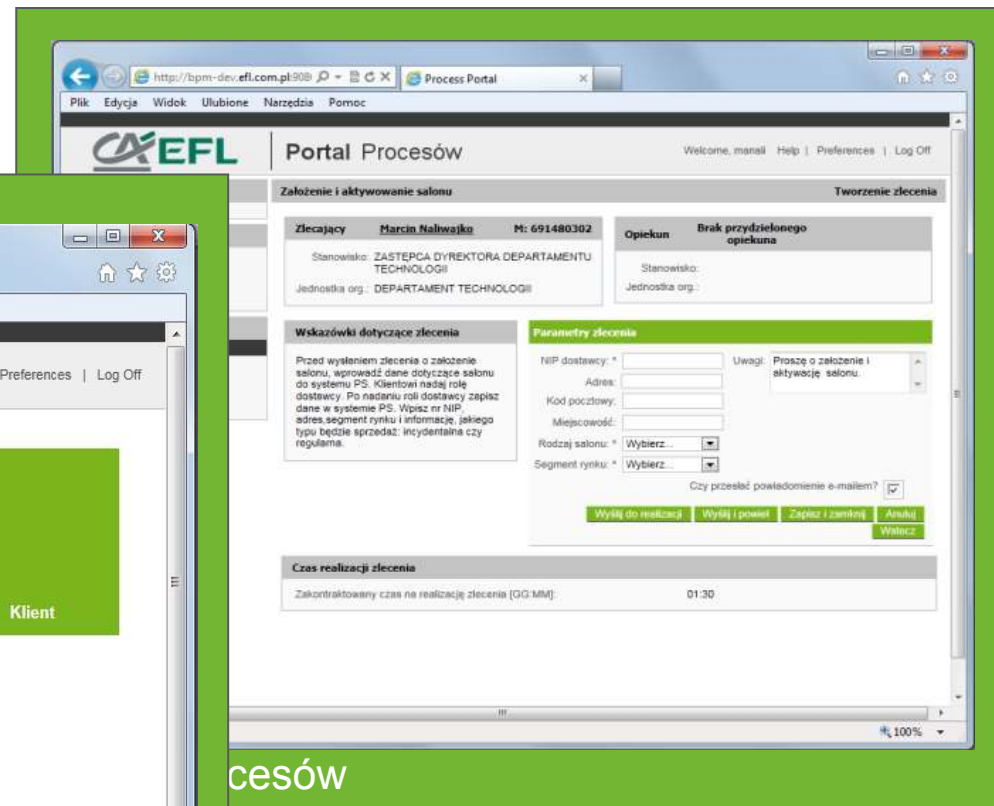 http://bpm-dev.efl.com.pl:908
Process Portal
Plik Edycja Widok Ulubione Narzędzia Pomoc
CA EFL
Portal Procesów
Welcome, manali Help | Preferences | Log Off
Założenie i aktywowanie salonu
Tworzenie zlecenia
Zlecający Marcin Naliwajko M: 691480302
Stanowisko: ZASTĘPCA DYREKTORA DEPARTAMENTU
TECHNOLOGII
Jednostka org.: DEPARTAMENT TECHNOLOGII
Opiekun Brak przydzielonego
opiekuna
Stanowisko:
Jednostka org.:
Wskazówki dotyczące zlecenia
Przed wysłaniem zlecenia o założenie
salonu, wprowadź dane dotyczące salonu
do systemu PS. Klientowi nadaj rolę
dostawcy. Po nadaniu roli dostawcy zapisz
dane w systemie PS. Wpisz nr NIP,
adres,segment rynku i informację, jakiego
typu będzie sprzedaż: incydentalna czy
regularna.
Parametry zlecenia
NIP dostawcy: *
Adres:
Kod pocztowy:
Miejscowość:
Rodzaj salonu: * Wybierz...
Segment rynku: * Wybierz...
Uwagi: Proszę o założenie i
aktywację salonu.
Czy przesłać powiadomienie e-mailem?
Wyślij do realizacji Wyślij i powiel Zapisz i zamknij Anuluj
Wstecz
Czas realizacji zlecenia
Zakontraktowany czas na realizację zlecenia [GG:MM]: 01:30
100%
Preferences | Log Off
Klient
cesów